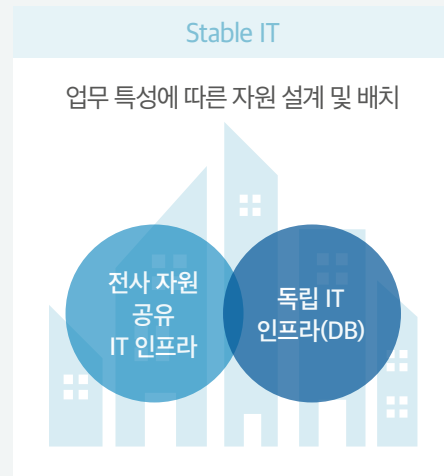 Stable IT
업무 특성에 따른 자원 설계 및 배치
전사 자원
공유
IT 인프라
독립 IT
인프라(DB)